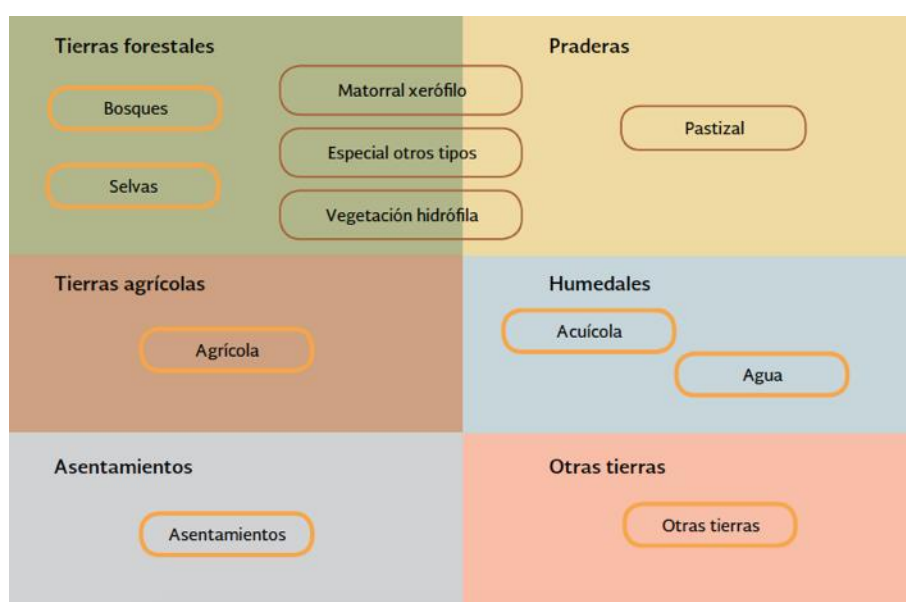 Tierras forestales
Bosques
Selvas
Matorral xerófilo
Especial otros tipos
Vegetación hidrófila
Praderas
Pastizal
Tierras agrícolas
Agrícola
Humedales
Acuícola
Agua
Asentamientos
Asentamientos
Otras tierras
Otras tierras